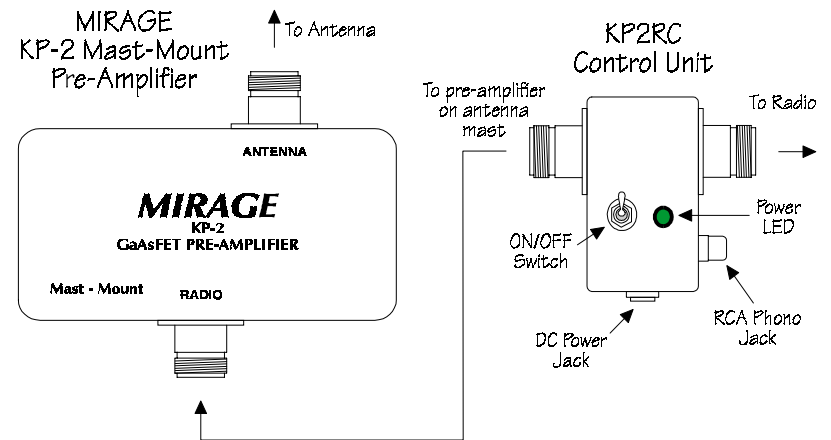 MIRAGE
KP-2 Mast-Mount
Pre-Amplifier
To Antenna
ANTENNA
MIRAGE
KP-2
GaAsFET PRE-AMPLIFIER
Mast - Mount
RADIO
KP2RC
Control Unit
To pre-amplifier
on antenna
mast
To Radio
ON/OFF
Switch
Power
LED
DC Power
Jack
RCA Phono
Jack